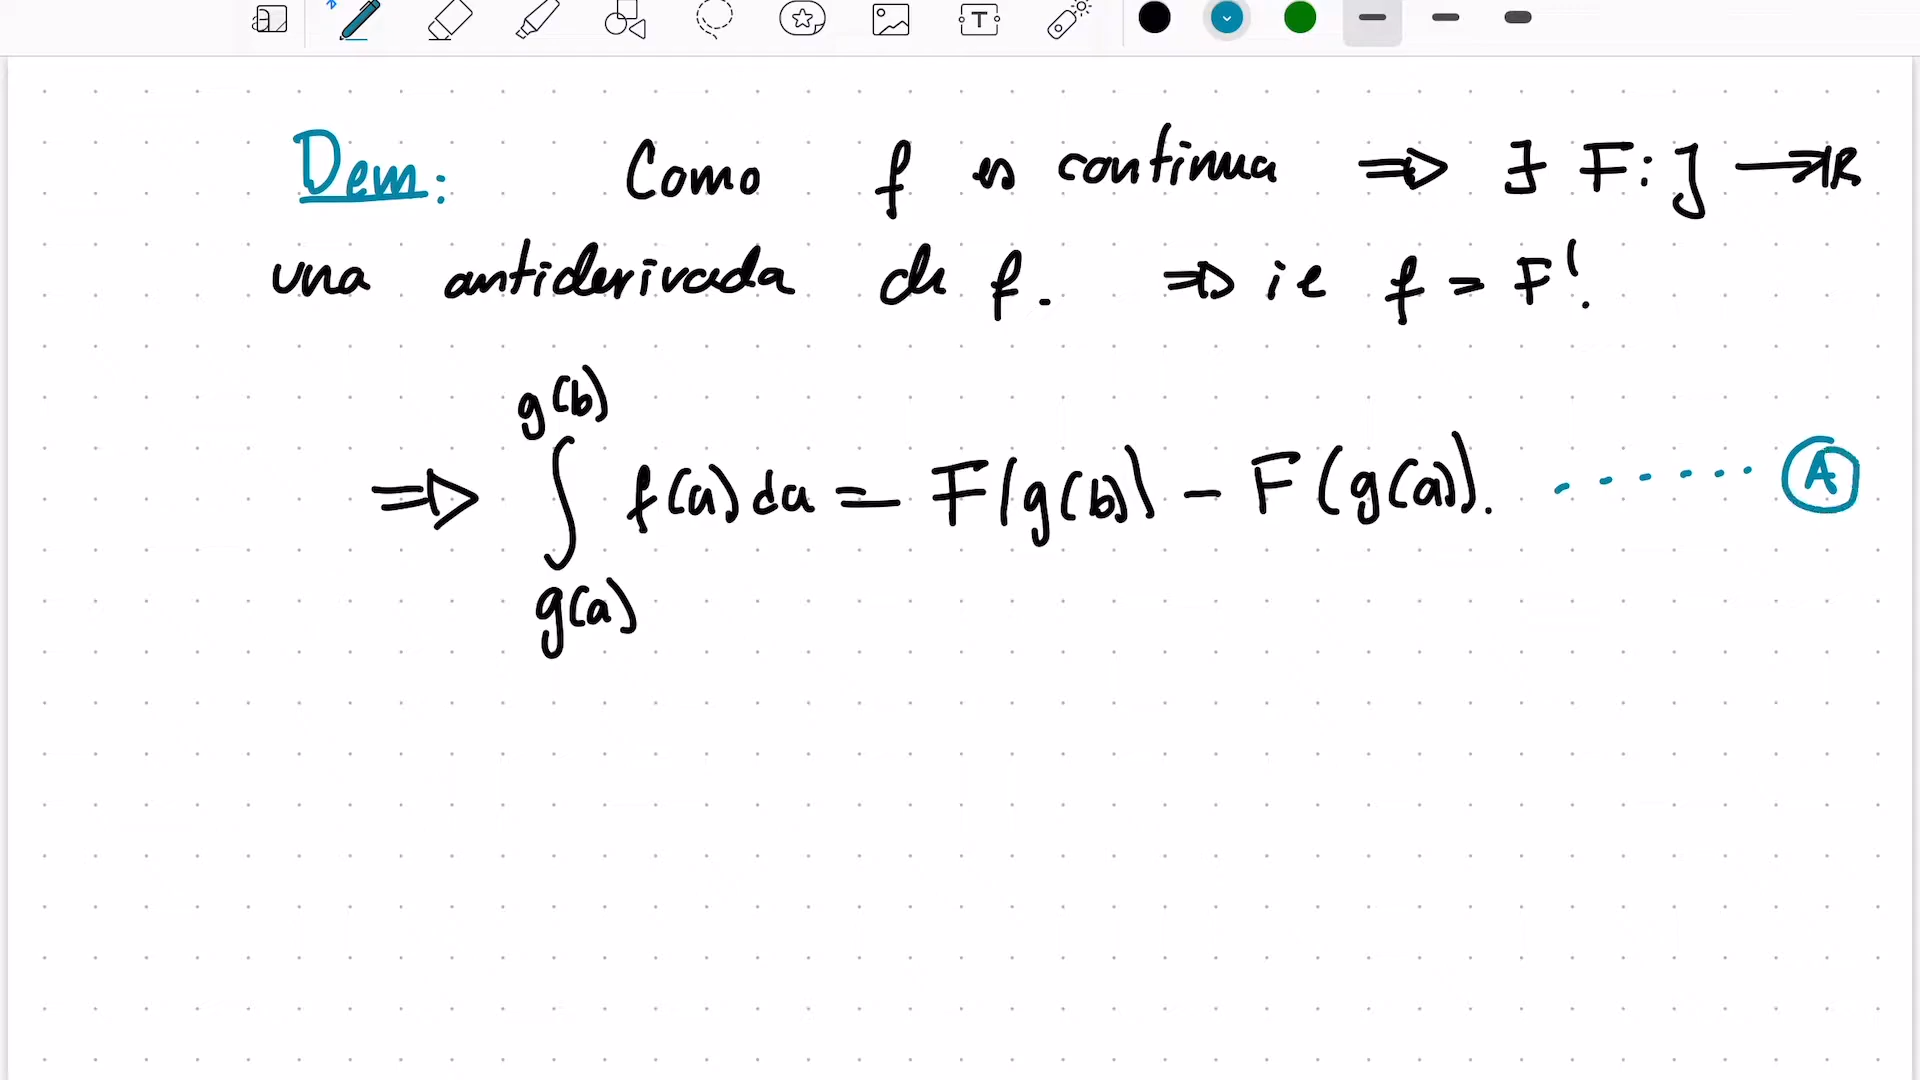 Dem: Como f es continua ⇒ ∃ F: J → ℝ
una antiderivada de f. ⇒ ie f = F'.
g(b)
⇒ ∫ f(u) du = F(g(b)) - F(g(a)). ....... Ⓐ
g(a)